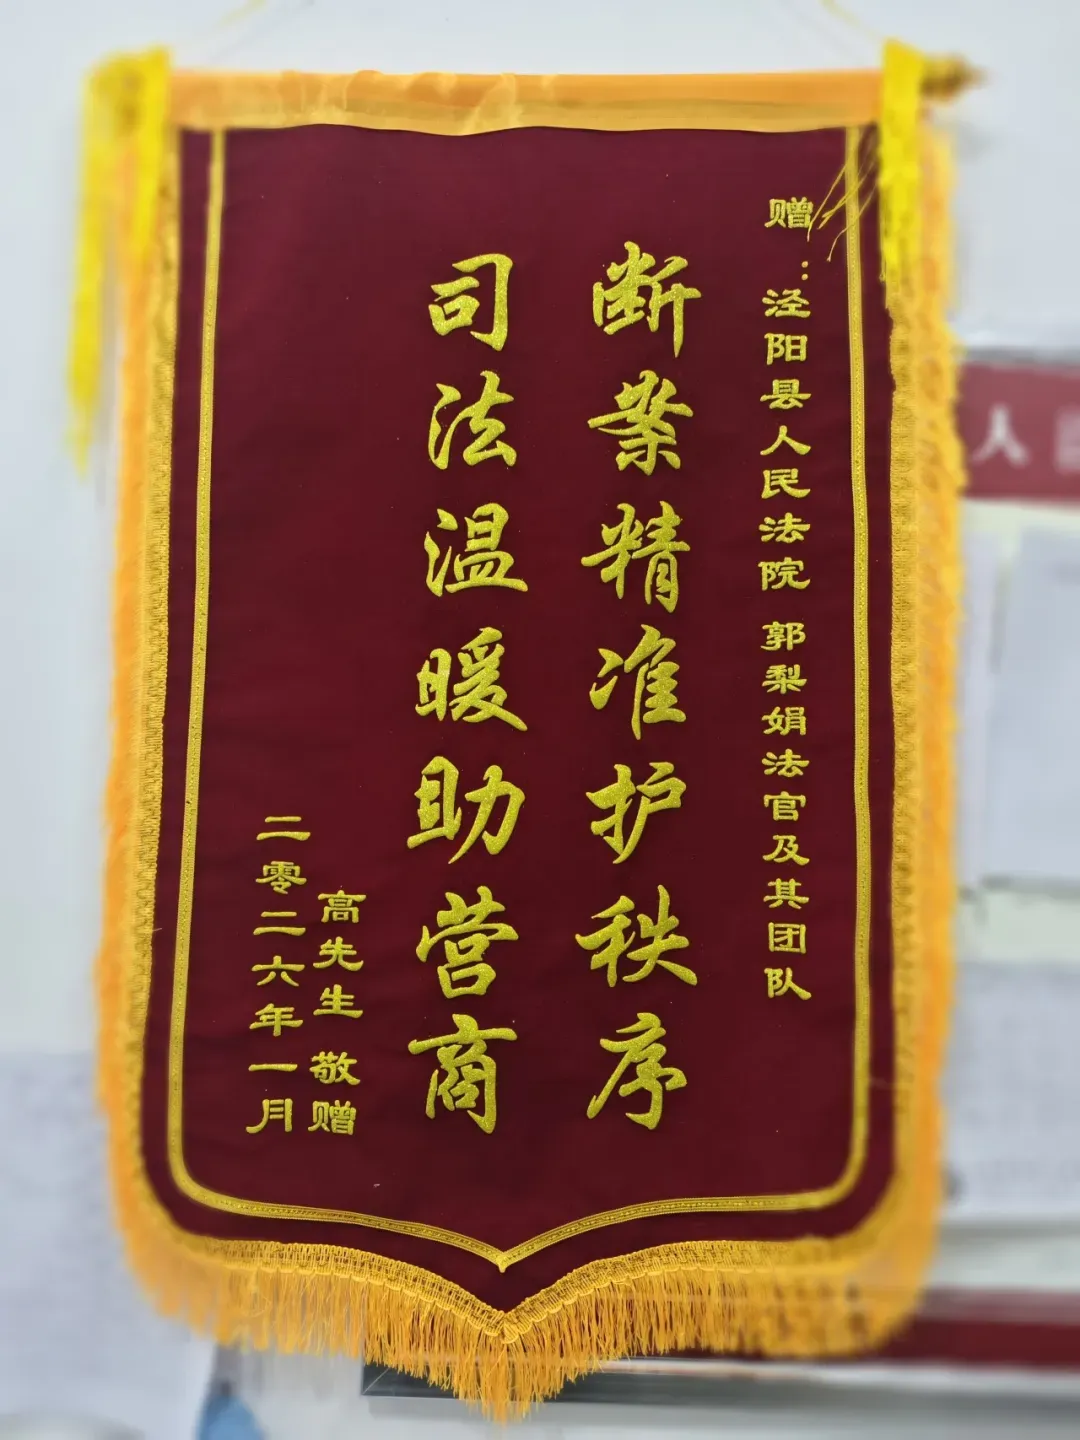 赠：泾阳县人民法院 郭梨娟法官及其团队
断案精准护秩序
司法温暖助营商
高先生 敬赠
二零二六年一月
人